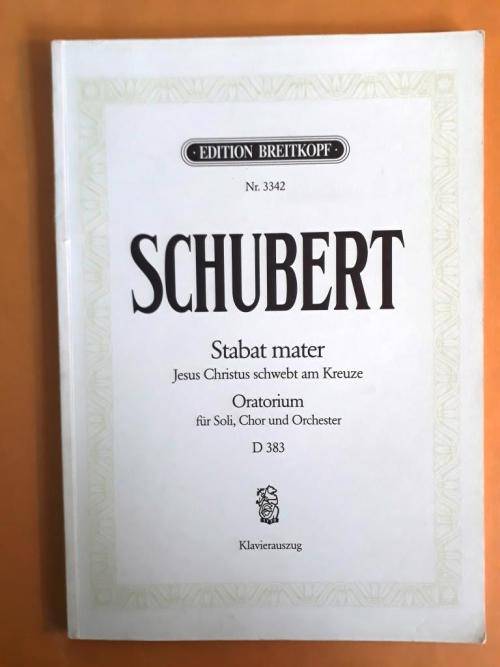 · EDITION BREITKOPF ·
Nr. 3342
SCHUBERT
Stabat mater
Jesus Christus schwebt am Kreuze
Oratorium
für Soli, Chor und Orchester
D 383
Klavierauszug